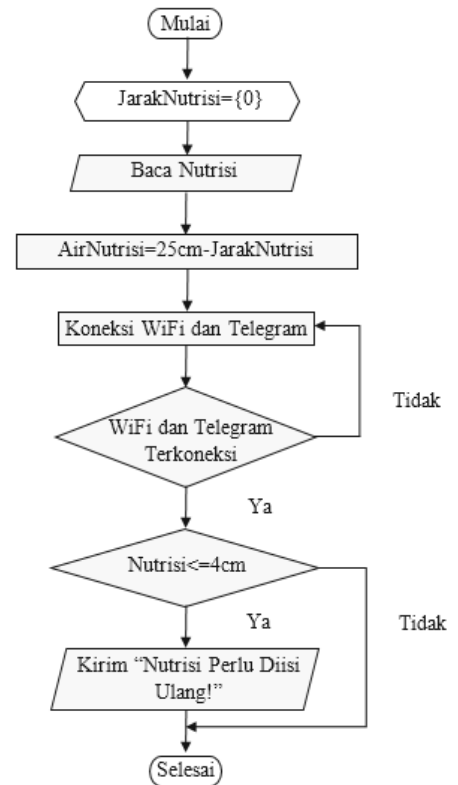 Mulai
JarakNutrisi={0}
Baca Nutrisi
AirNutrisi=25cm-JarakNutrisi
Koneksi WiFi dan Telegram
Tidak
WiFi dan Telegram
Terkoneksi
Ya
Nutrisi<=4cm
Ya
Tidak
Kirim “Nutrisi Perlu Diisi
Ulang!”
Selesai